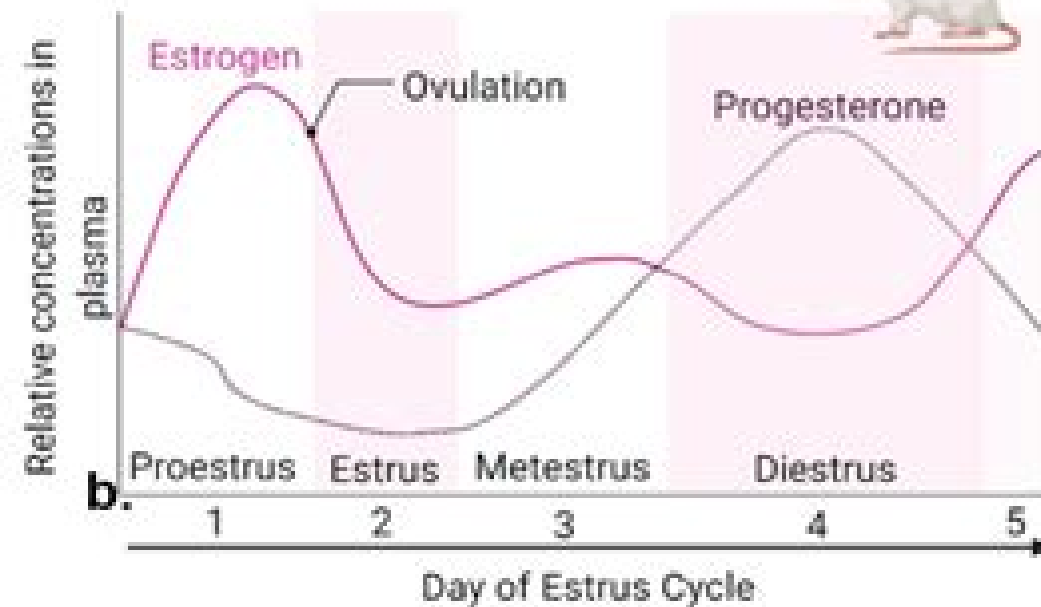 Estrogen
Ovulation
Progesterone
Relative concentrations in
plasma
Proestrus Estrus Metestrus Diestrus
b.
1 2 3 4 5
Day of Estrus Cycle